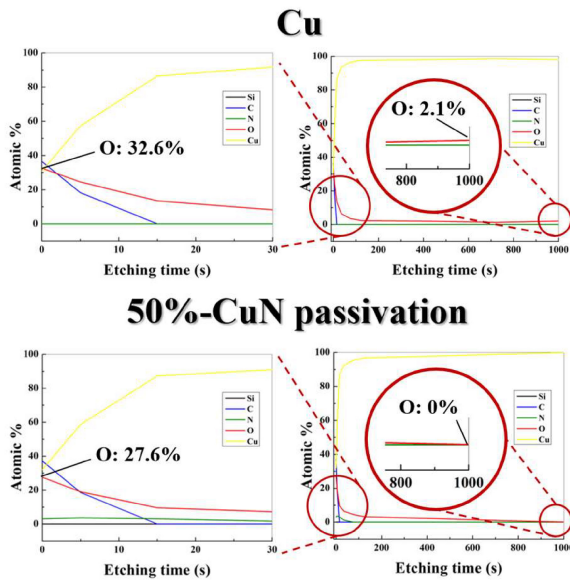 Cu
Atomic %
100
80
60
40
20
0
Si
C
N
O
Cu
O: 32.6%
0
10
20
30
Etching time (s)
Atomic %
100
80
60
40
20
0
O: 2.1%
800
1000
Si
C
N
O
Cu
0
200
400
600
800
1000
Etching time (s)
50%-CuN passivation
Atomic %
100
80
60
40
20
0
Si
C
N
O
Cu
O: 27.6%
0
10
20
30
Etching time (s)
Atomic %
100
80
60
40
20
0
O: 0%
800
1000
Si
C
N
O
Cu
0
200
400
600
800
1000
Etching time (s)